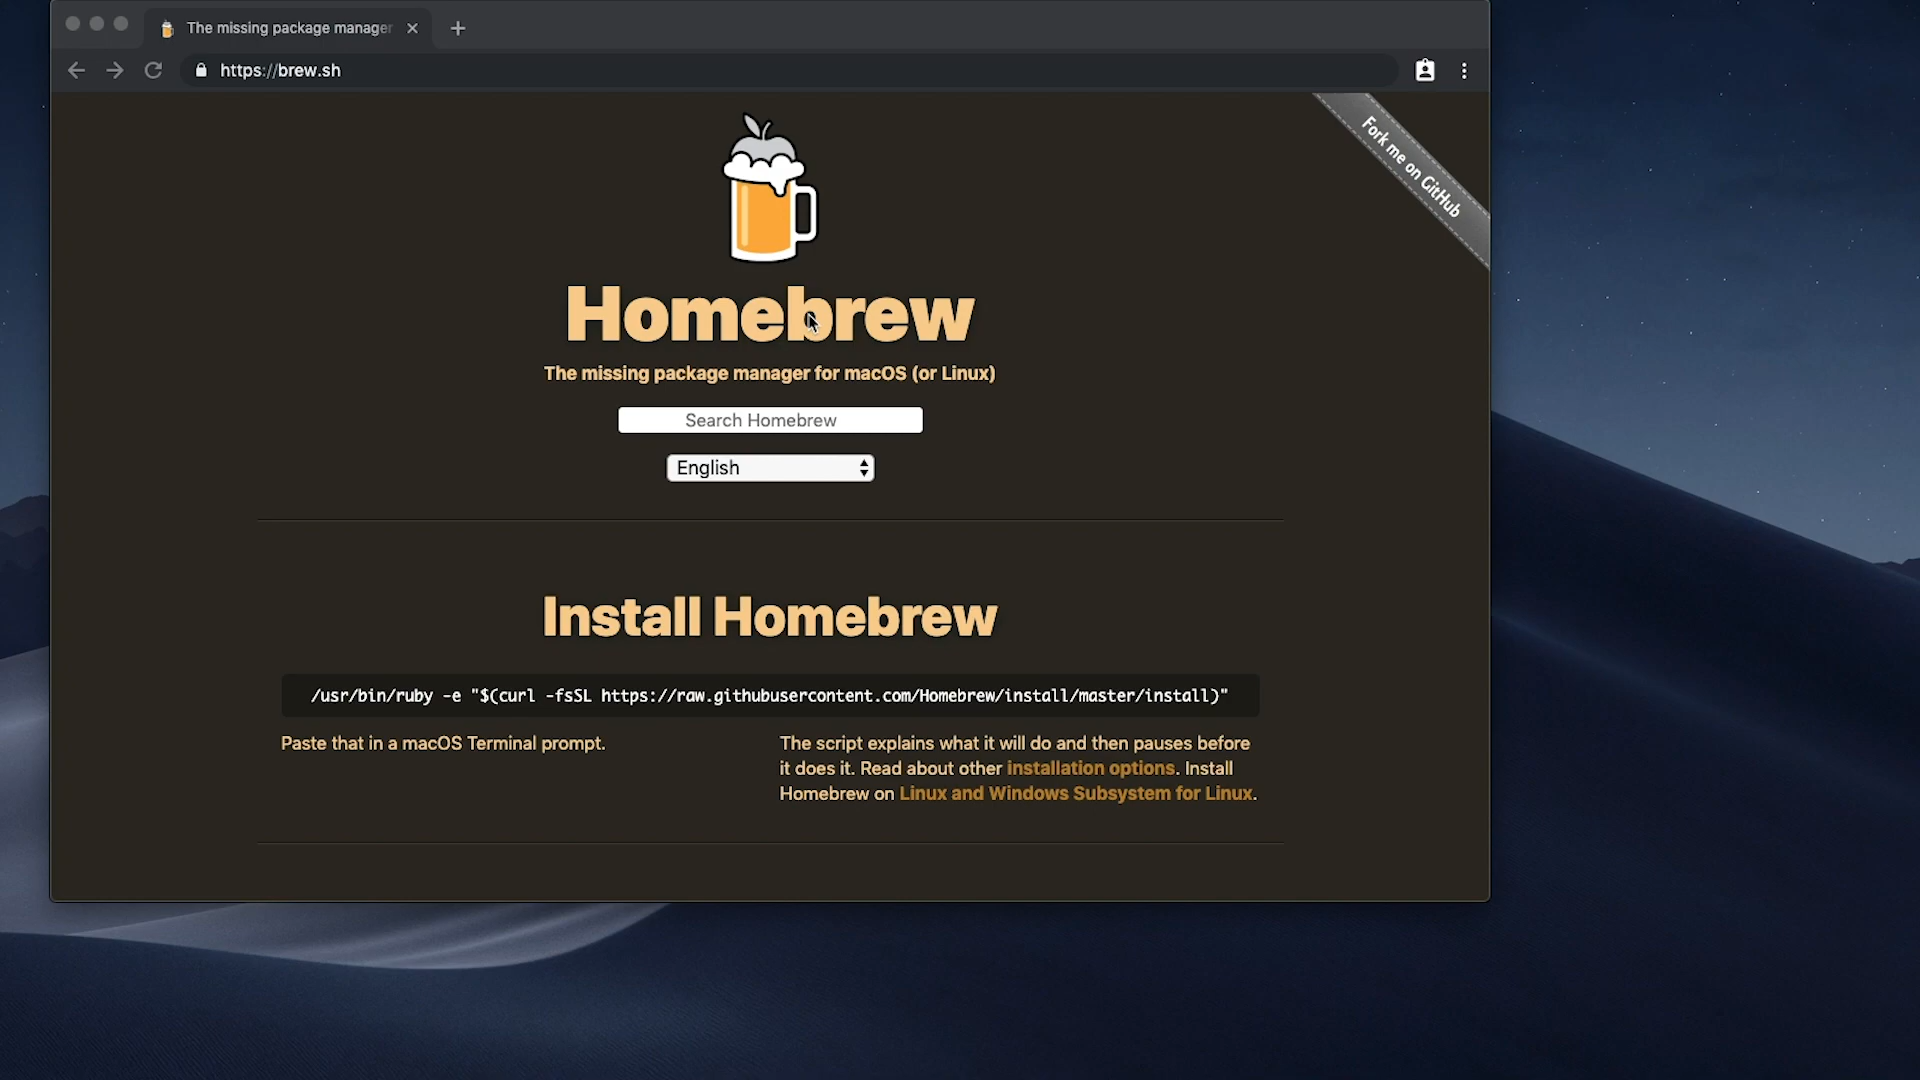 The missing package manager
https://brew.sh
Fork me on GitHub
Homebrew
The missing package manager for macOS (or Linux)
Search Homebrew
English
Install Homebrew
/usr/bin/ruby -e "$(curl -fsSL https://raw.githubusercontent.com/Homebrew/install/master/install)"
Paste that in a macOS Terminal prompt.
The script explains what it will do and then pauses before
it does it. Read about other installation options. Install
Homebrew on Linux and Windows Subsystem for Linux.